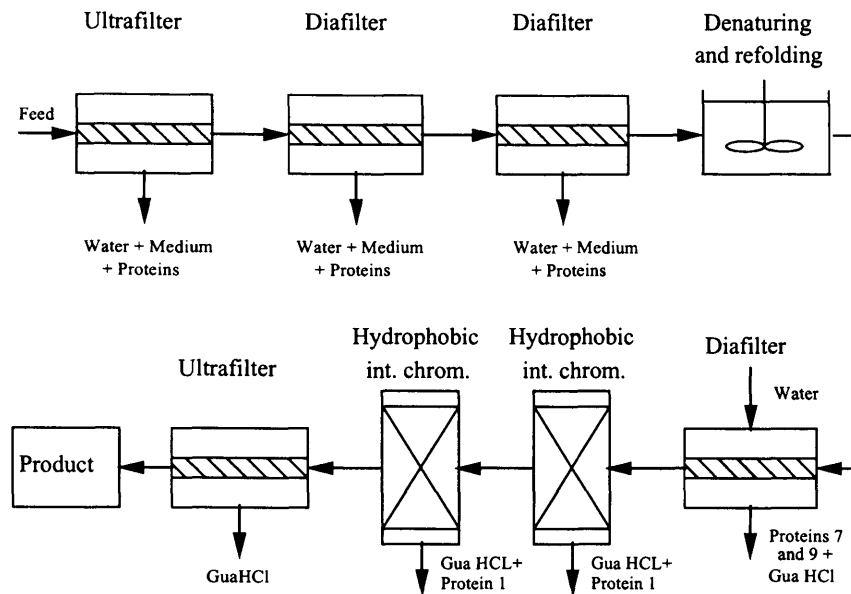 Ultrafilter
Diafilter
Diafilter
Denaturing
and refolding
Feed
Water + Medium
+ Proteins
Water + Medium
+ Proteins
Water + Medium
+ Proteins
Hydrophobic
int. chrom.
Hydrophobic
int. chrom.
Diafilter
Ultrafilter
Water
Product
GuaHCl
Gua HCL+
Protein 1
Gua HCL+
Protein 1
Proteins 7
and 9 +
Gua HCl